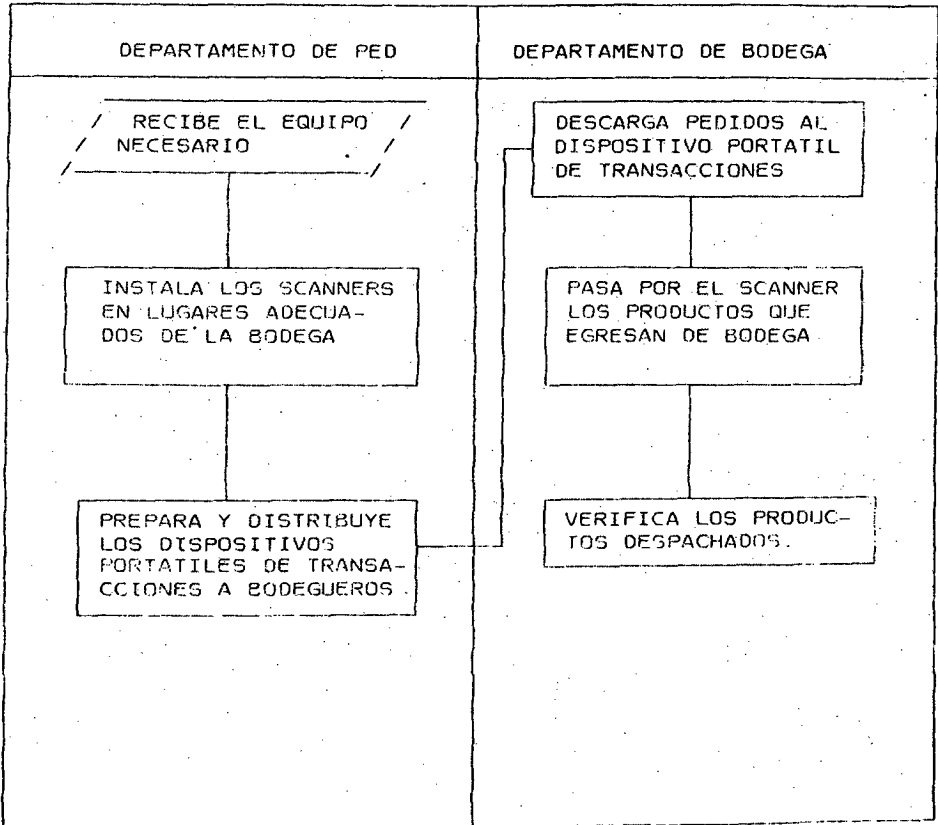 DEPARTAMENTO DE PED
DEPARTAMENTO DE BODEGA
RECIBE EL EQUIPO
NECESARIO
INSTALA LOS SCANNERS
EN LUGARES ADECUA-
DOS DE LA BODEGA
PREPARA Y DISTRIBUYE
LOS DISPOSITIVOS
PORTATILES DE TRANSA-
CCIONES A BODEGUEROS.
DESCARGA PEDIDOS AL
DISPOSITIVO PORTATIL
DE TRANSACCIONES
PASA POR EL SCANNER
LOS PRODUCTOS QUE
EGRESAN DE BODEGA
VERIFICA LOS PRODUC-
TOS DESPACHADOS.